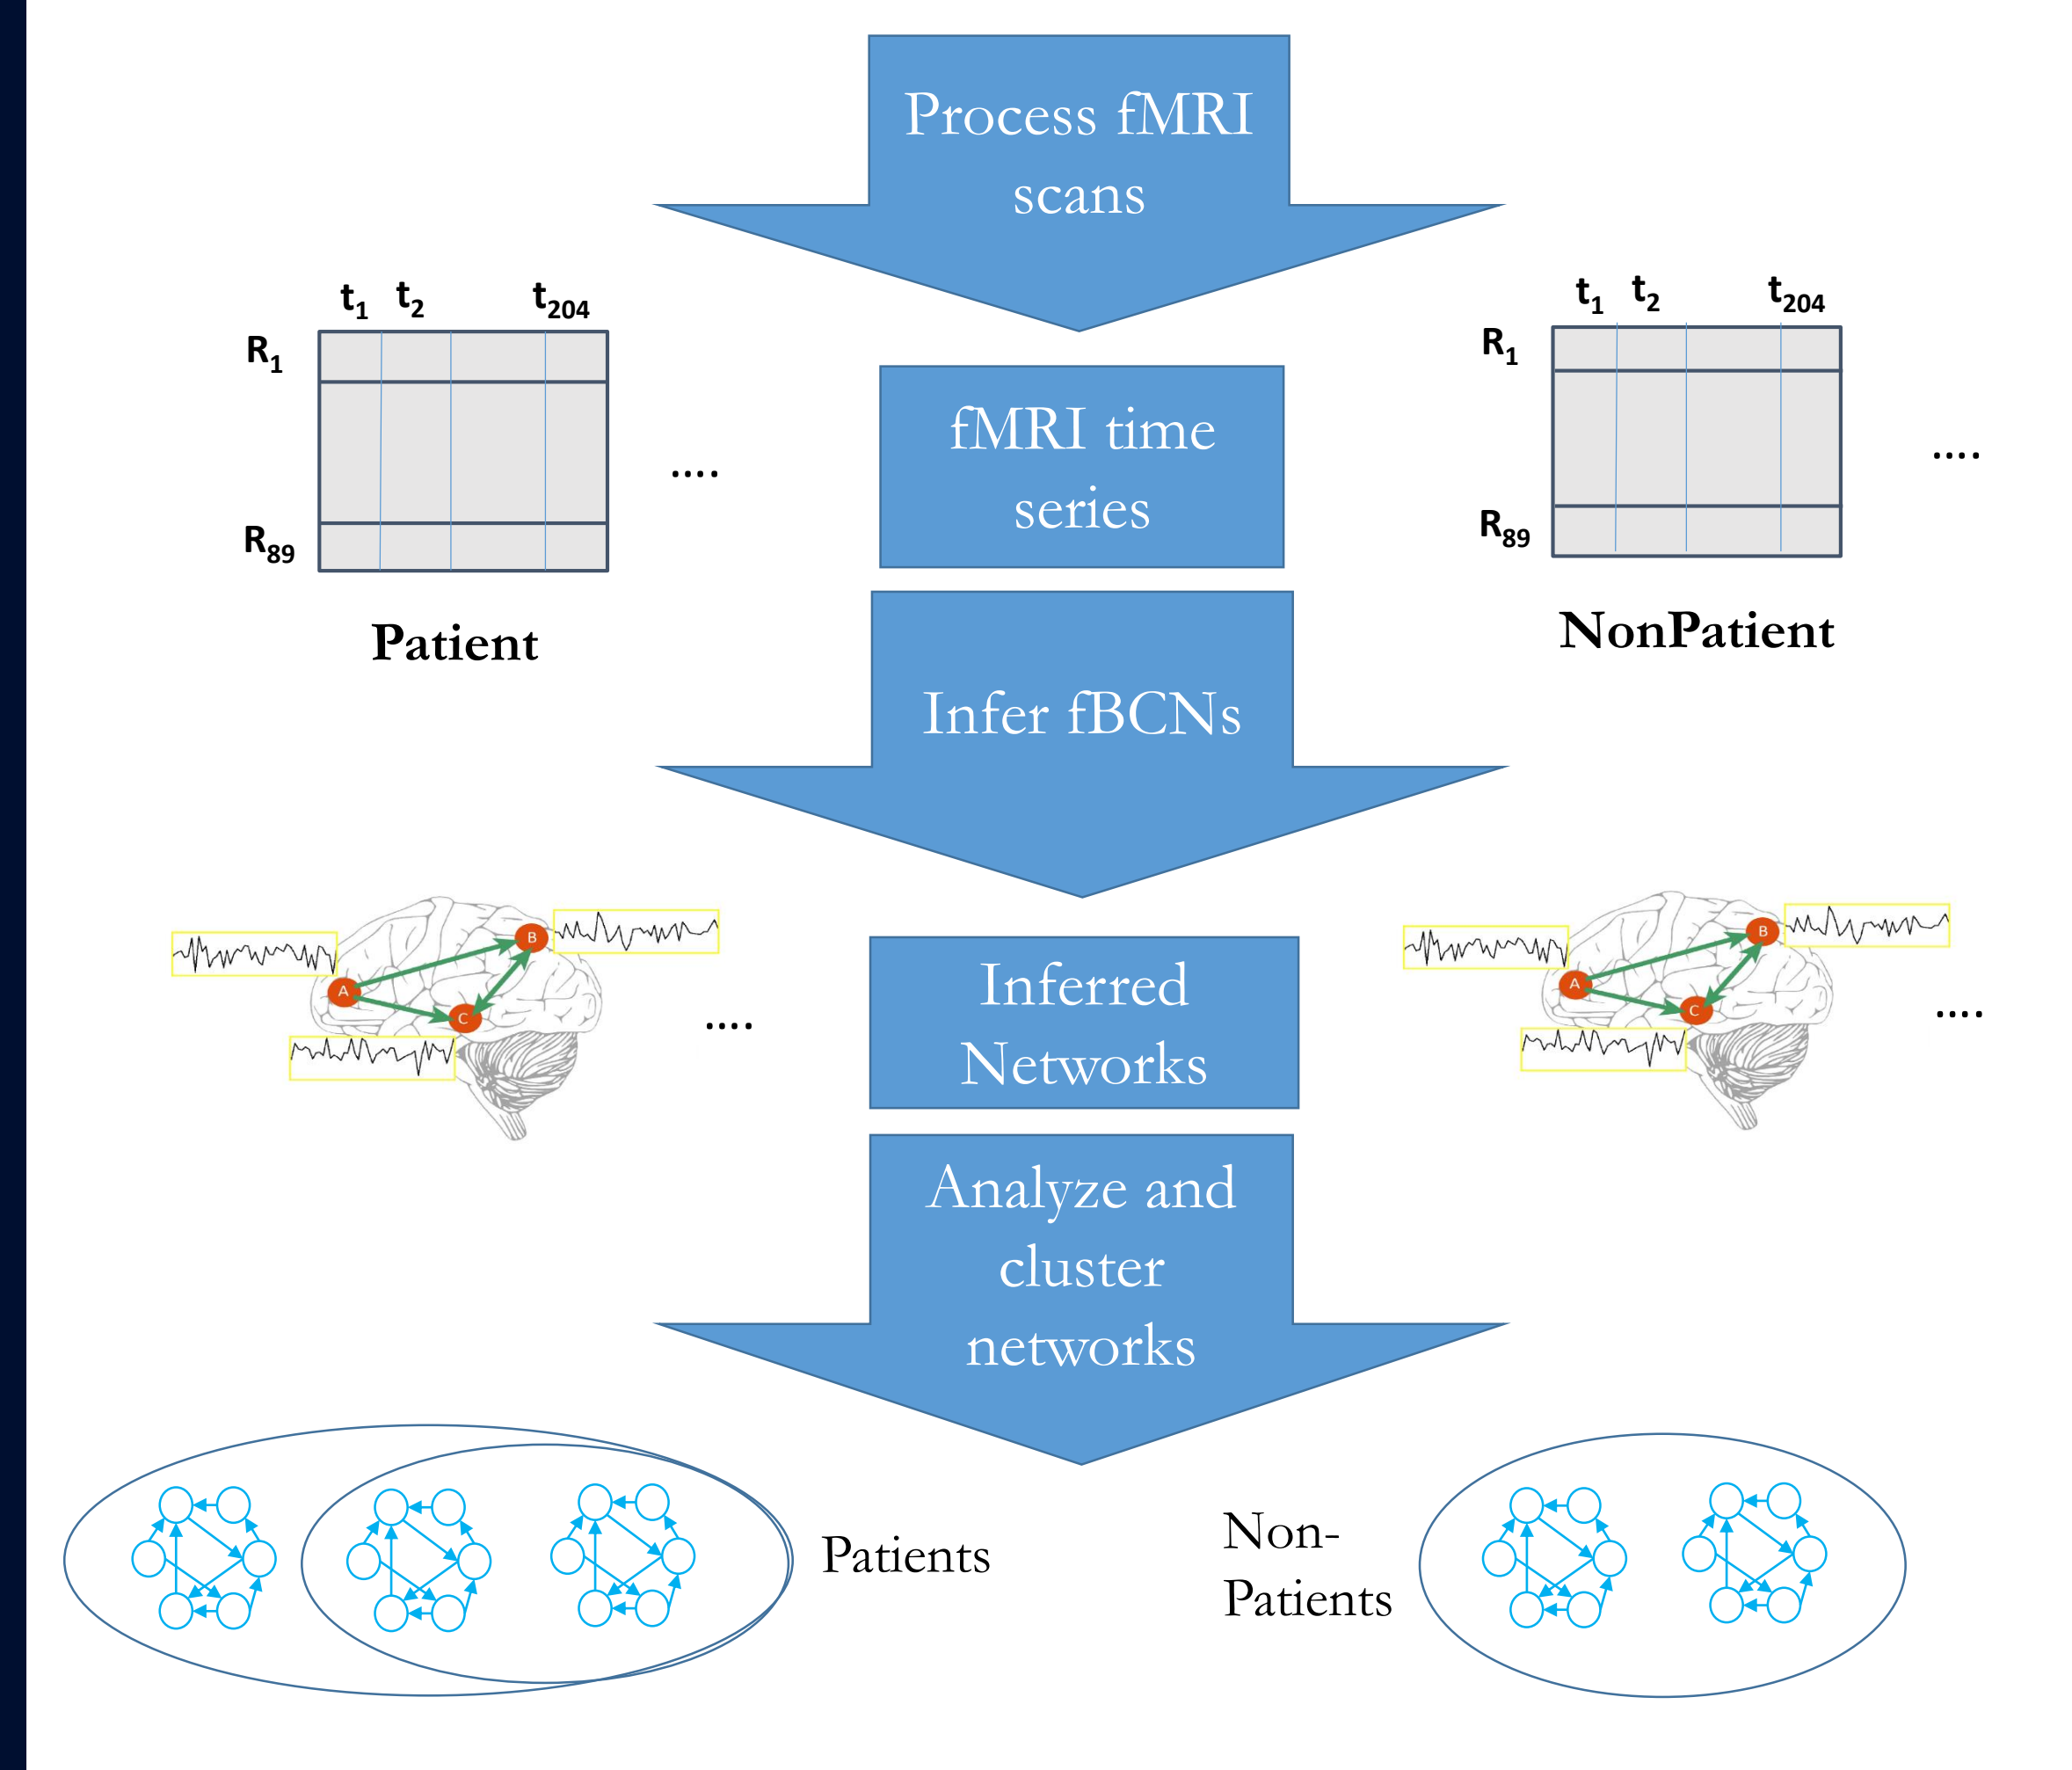 Process fMRI
scans
t1 t2 t204
R1
R89
Patient
....
fMRI time
series
t1 t2 t204
R1
R89
NonPatient
....
Infer fBCNs
A
B
C
....
Inferred
Networks
A
B
C
....
Analyze and
cluster
networks
Patients
Non-
Patients